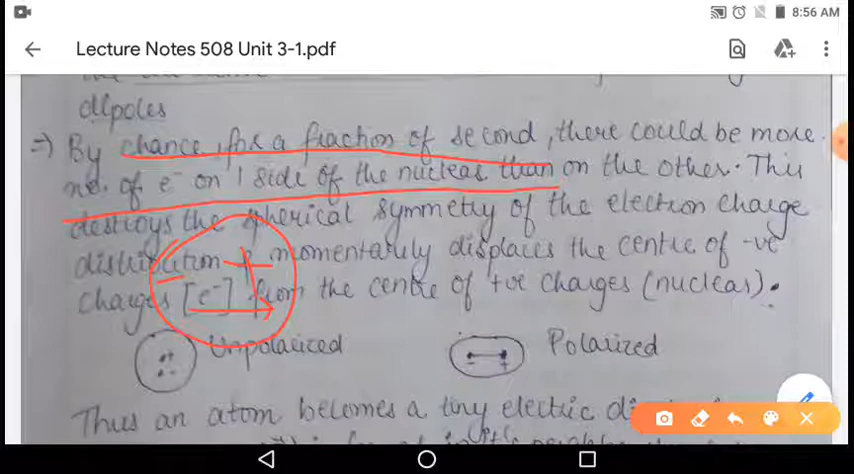 8:56 AM
Lecture Notes 508 Unit 3-1.pdf
dipoles
⇒ By chance, for a fraction of second, there could be more
no. of e⁻ on 1 side of the nucleas than on the other. This
destroys the spherical symmetry of the electron charge
distribution & momentarily displaces the centre of -ve
charges [e⁻] from the centre of +ve charges (nuclear).
Unpolarized Polarized
Thus an atom becomes a tiny electric